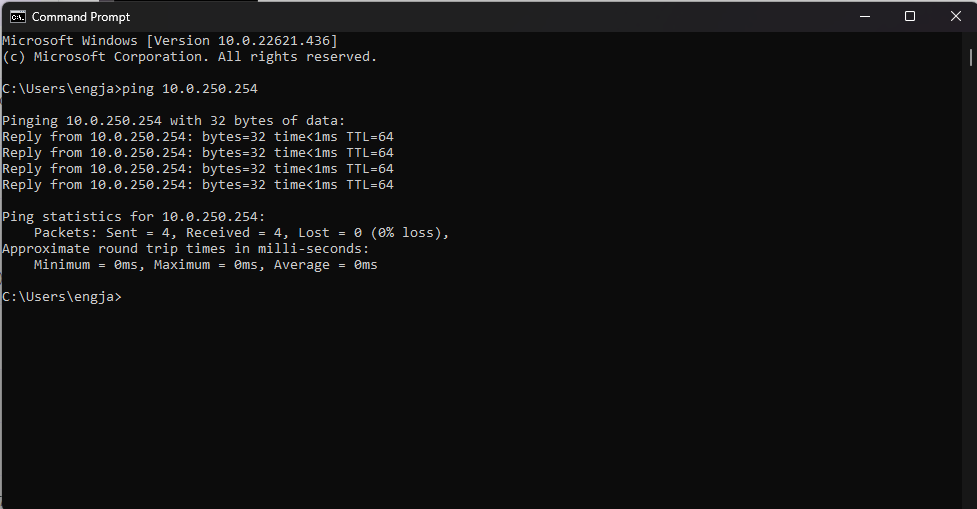 Command Prompt
Microsoft Windows [Version 10.0.22621.436]
(c) Microsoft Corporation. All rights reserved.
C:\Users\engja>ping 10.0.250.254
Pinging 10.0.250.254 with 32 bytes of data:
Reply from 10.0.250.254: bytes=32 time<1ms TTL=64
Reply from 10.0.250.254: bytes=32 time<1ms TTL=64
Reply from 10.0.250.254: bytes=32 time<1ms TTL=64
Reply from 10.0.250.254: bytes=32 time<1ms TTL=64
Ping statistics for 10.0.250.254:
Packets: Sent = 4, Received = 4, Lost = 0 (0% loss),
Approximate round trip times in milli-seconds:
Minimum = 0ms, Maximum = 0ms, Average = 0ms
C:\Users\engja>